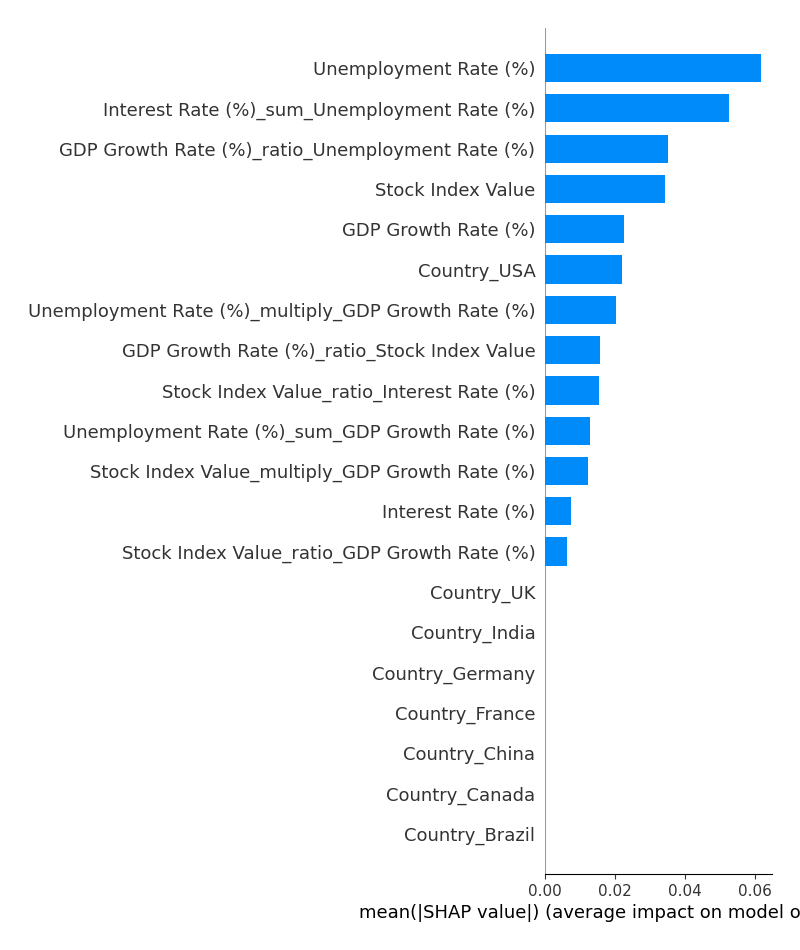 Unemployment Rate (%)
Interest Rate (%)_sum_Unemployment Rate (%)
GDP Growth Rate (%)_ratio_Unemployment Rate (%)
Stock Index Value
GDP Growth Rate (%)
Country_USA
Unemployment Rate (%)_multiply_GDP Growth Rate (%)
GDP Growth Rate (%)_ratio_Stock Index Value
Stock Index Value_ratio_Interest Rate (%)
Unemployment Rate (%)_sum_GDP Growth Rate (%)
Stock Index Value_multiply_GDP Growth Rate (%)
Interest Rate (%)
Stock Index Value_ratio_GDP Growth Rate (%)
Country_UK
Country_India
Country_Germany
Country_France
Country_China
Country_Canada
Country_Brazil
0.00 0.02 0.04 0.06
mean(|SHAP value|) (average impact on model o